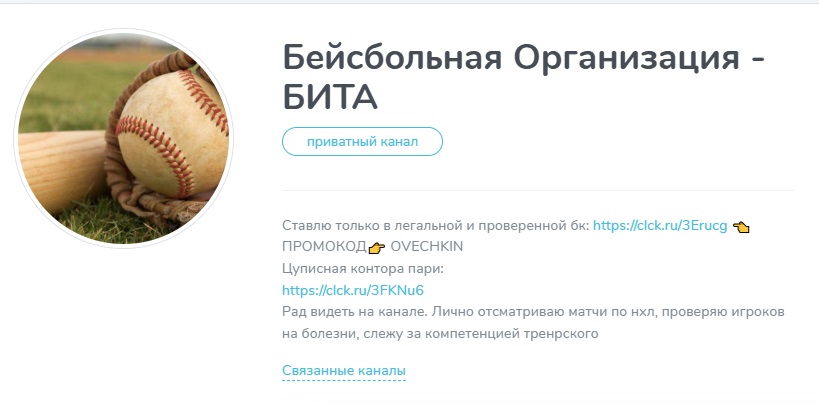 Бейсбольная Организация -
БИТА
приватный канал
Ставлю только в легальной и проверенной бк: https://clck.ru/3Erucg 👈
ПРОМОКОД👉 OVECHKIN
Цуписная контора пари:
https://clck.ru/3FKNu6
Рад видеть на канале. Лично отсматриваю матчи по нхл, проверяю игроков
на болезни, слежу за компетенцией тренрского
Связанные каналы